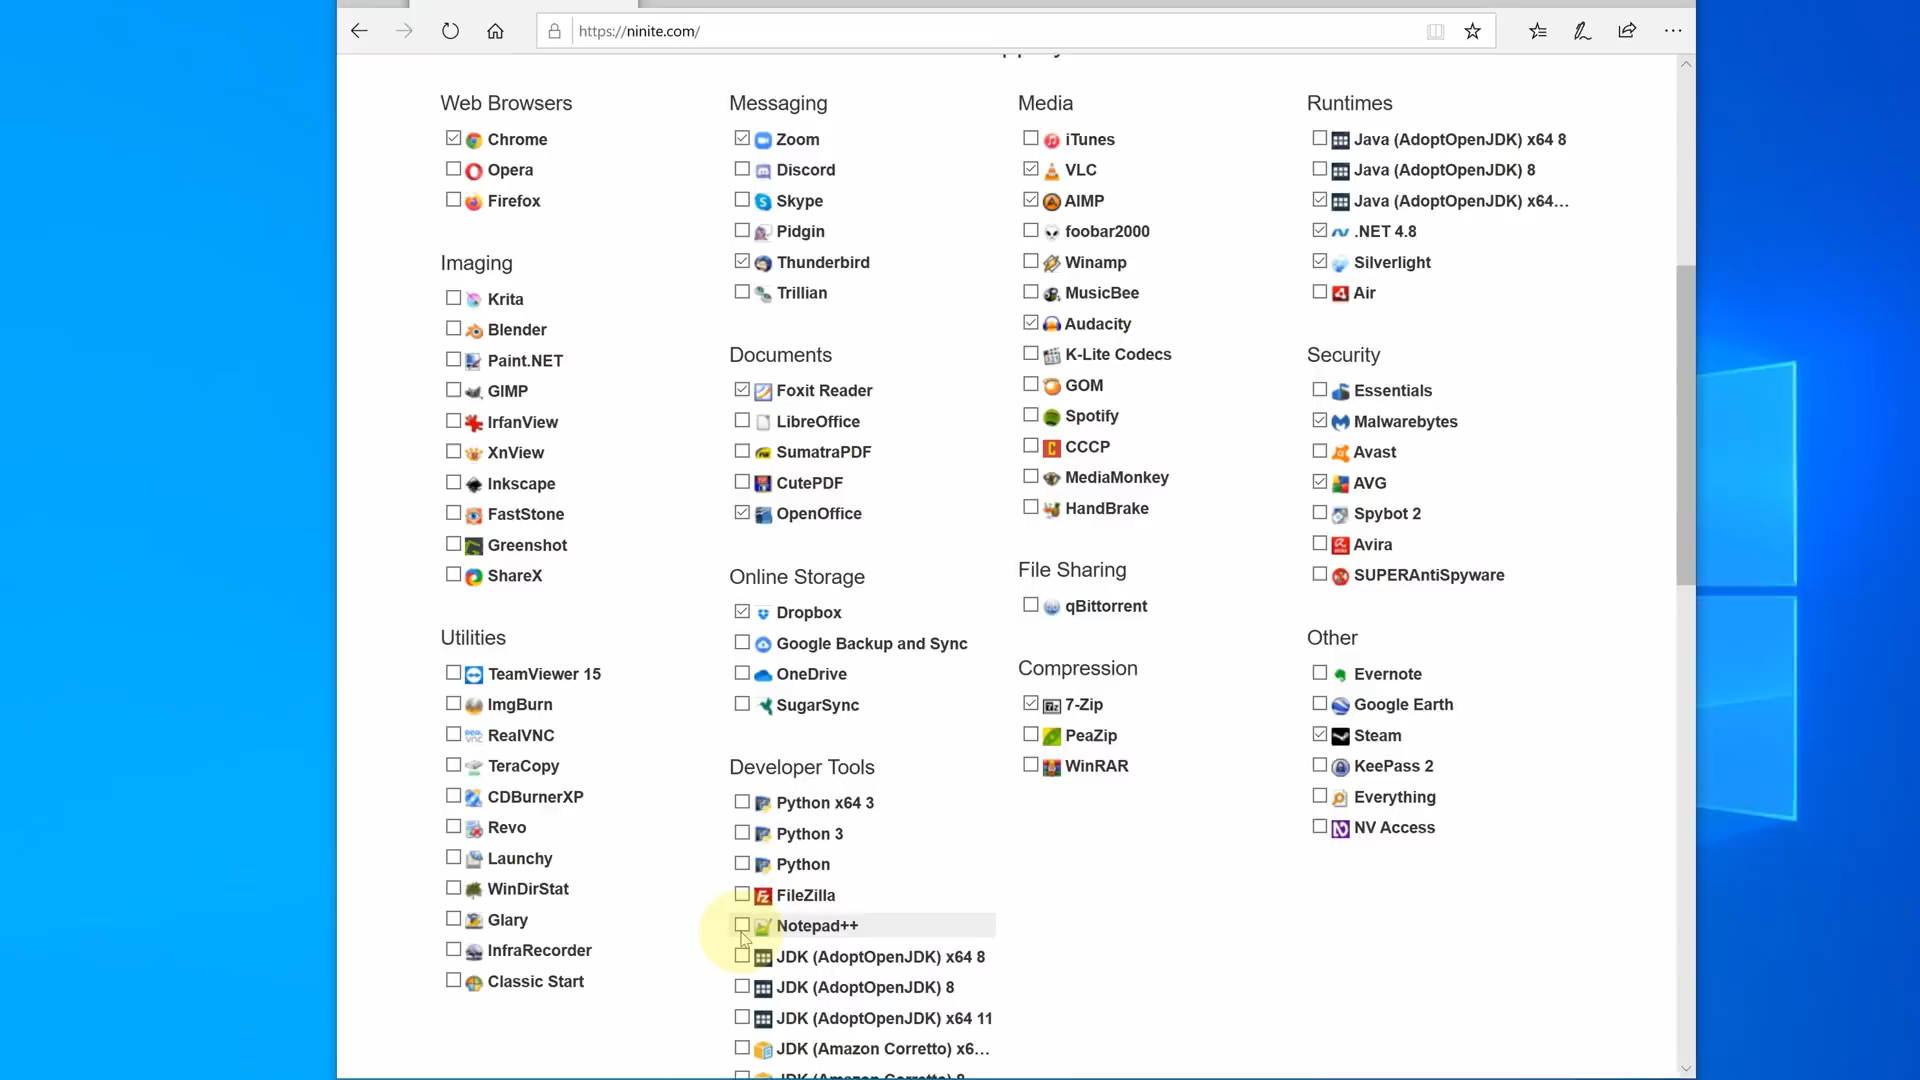 https://ninite.com/
Web Browsers
Chrome
Opera
Firefox
Imaging
Krita
Blender
Paint.NET
GIMP
IrfanView
XnView
Inkscape
FastStone
Greenshot
ShareX
Utilities
TeamViewer 15
ImgBurn
RealVNC
TeraCopy
CDBurnerXP
Revo
Launchy
WinDirStat
Glary
InfraRecorder
Classic Start
Messaging
Zoom
Discord
Skype
Pidgin
Thunderbird
Trillian
Documents
Foxit Reader
LibreOffice
SumatraPDF
CutePDF
OpenOffice
Online Storage
Dropbox
Google Backup and Sync
OneDrive
SugarSync
Developer Tools
Python x64 3
Python 3
Python
FileZilla
Notepad++
JDK (AdoptOpenJDK) x64 8
JDK (AdoptOpenJDK) 8
JDK (AdoptOpenJDK) x64 11
JDK (Amazon Corretto) x6...
JDK (Amazon Corretto) 8
Media
iTunes
VLC
AIMP
foobar2000
Winamp
MusicBee
Audacity
K-Lite Codecs
GOM
Spotify
CCCP
MediaMonkey
HandBrake
File Sharing
qBittorrent
Compression
7-Zip
PeaZip
WinRAR
Runtimes
Java (AdoptOpenJDK) x64 8
Java (AdoptOpenJDK) 8
Java (AdoptOpenJDK) x64...
.NET 4.8
Silverlight
Air
Security
Essentials
Malwarebytes
Avast
AVG
Spybot 2
Avira
SUPERAntiSpyware
Other
Evernote
Google Earth
Steam
KeePass 2
Everything
NV Access